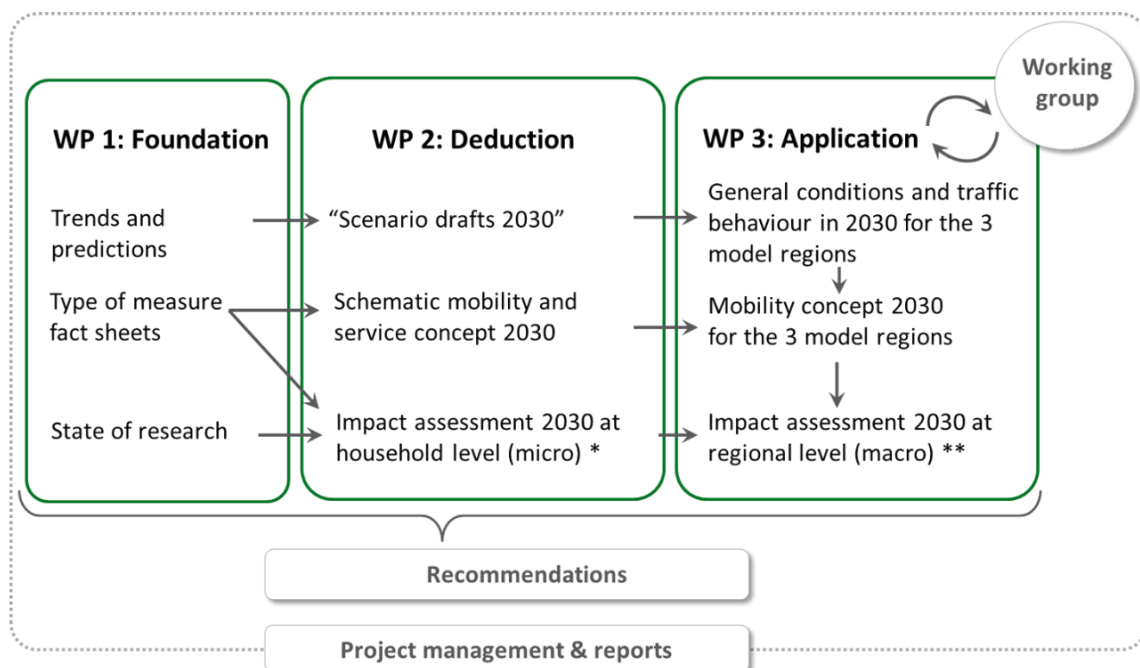 Working
group
WP 1: Foundation
Trends and
predictions
Type of measure
fact sheets
State of research
WP 2: Deduction
“Scenario drafts 2030”
Schematic mobility and
service concept 2030
Impact assessment 2030 at
household level (micro) *
WP 3: Application
General conditions and traffic
behaviour in 2030 for the 3
model regions
Mobility concept 2030
for the 3 model regions
Impact assessment 2030 at
regional level (macro) **
Recommendations
Project management & reports